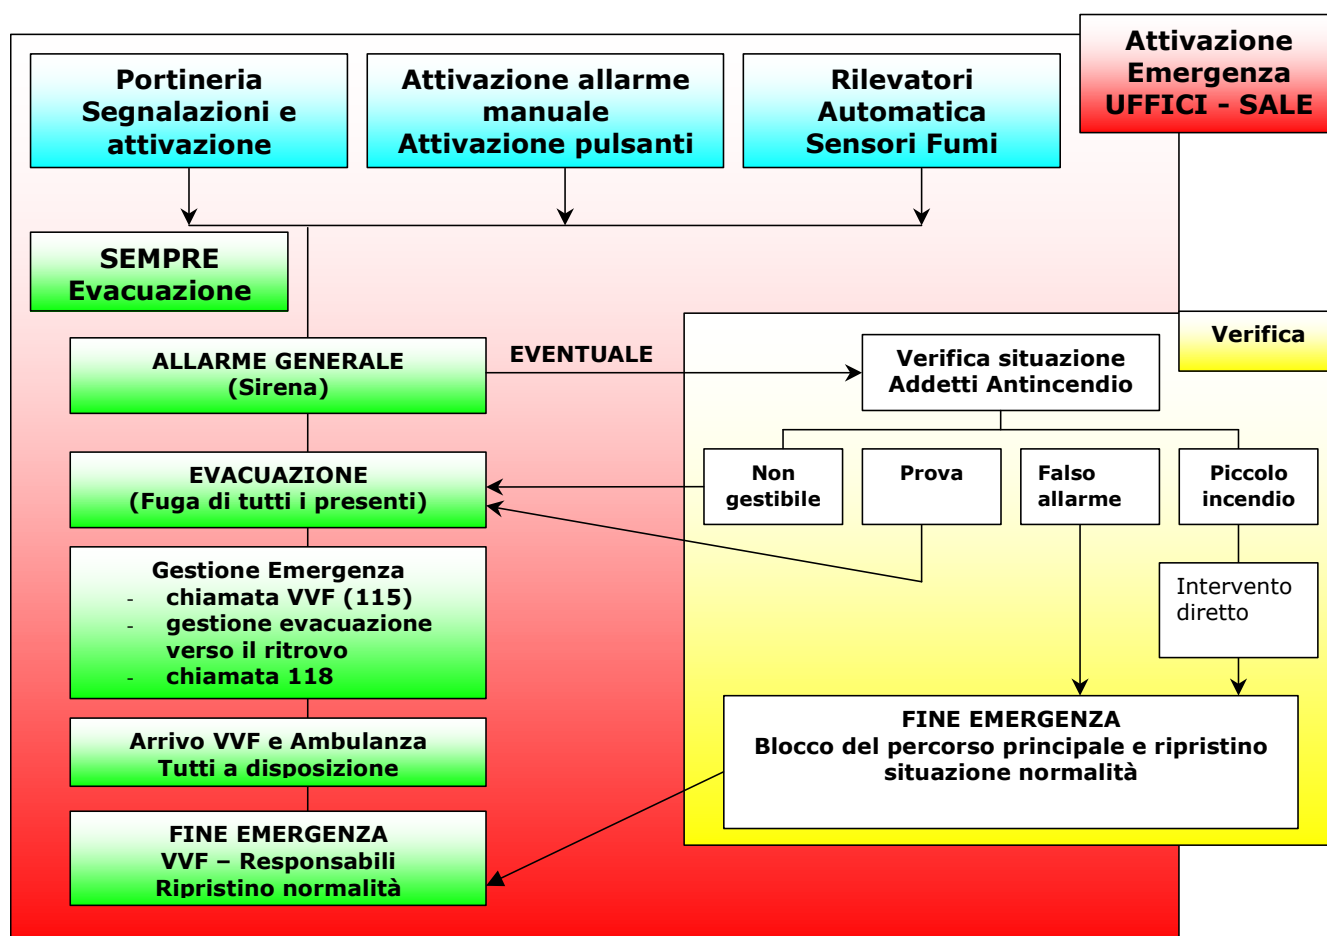 Attivazione
Emergenza
UFFICI - SALE
Portineria
Segnalazioni e
attivazione
Attivazione allarme
manuale
Attivazione pulsanti
Rilevatori
Automatica
Sensori Fumi
SEMPRE
Evacuazione
ALLARME GENERALE
(Sirena)
EVENTUALE
Verifica situazione
Addetti Antincendio
Verifica
EVACUAZIONE
(Fuga di tutti i presenti)
Non
gestibile
Prova
Falso
allarme
Piccolo
incendio
Gestione Emergenza
- chiamata VVF (115)
- gestione evacuazione
verso il ritrovo
- chiamata 118
Intervento
diretto
Arrivo VVF e Ambulanza
Tutti a disposizione
FINE EMERGENZA
Blocco del percorso principale e ripristino
situazione normalità
FINE EMERGENZA
VVF – Responsabili
Ripristino normalità